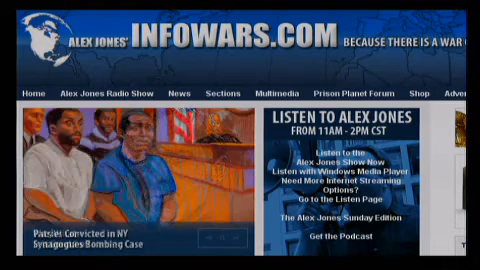 ALEX JONES' INFOWARS.COM BECAUSE THERE IS A WAR
Home Alex Jones Radio Show News Sections Multimedia Prison Planet Forum Shop Adver
LISTEN TO ALEX JONES
FROM 11AM - 2PM CST
Listen to the
Alex Jones Show Now
Listen with Windows Media Player
Need More Internet Streaming
Options?
Go to the Listen Page
The Alex Jones Sunday Edition
Get the Podcast
Convicted in NY
Synagogues Bombing Case